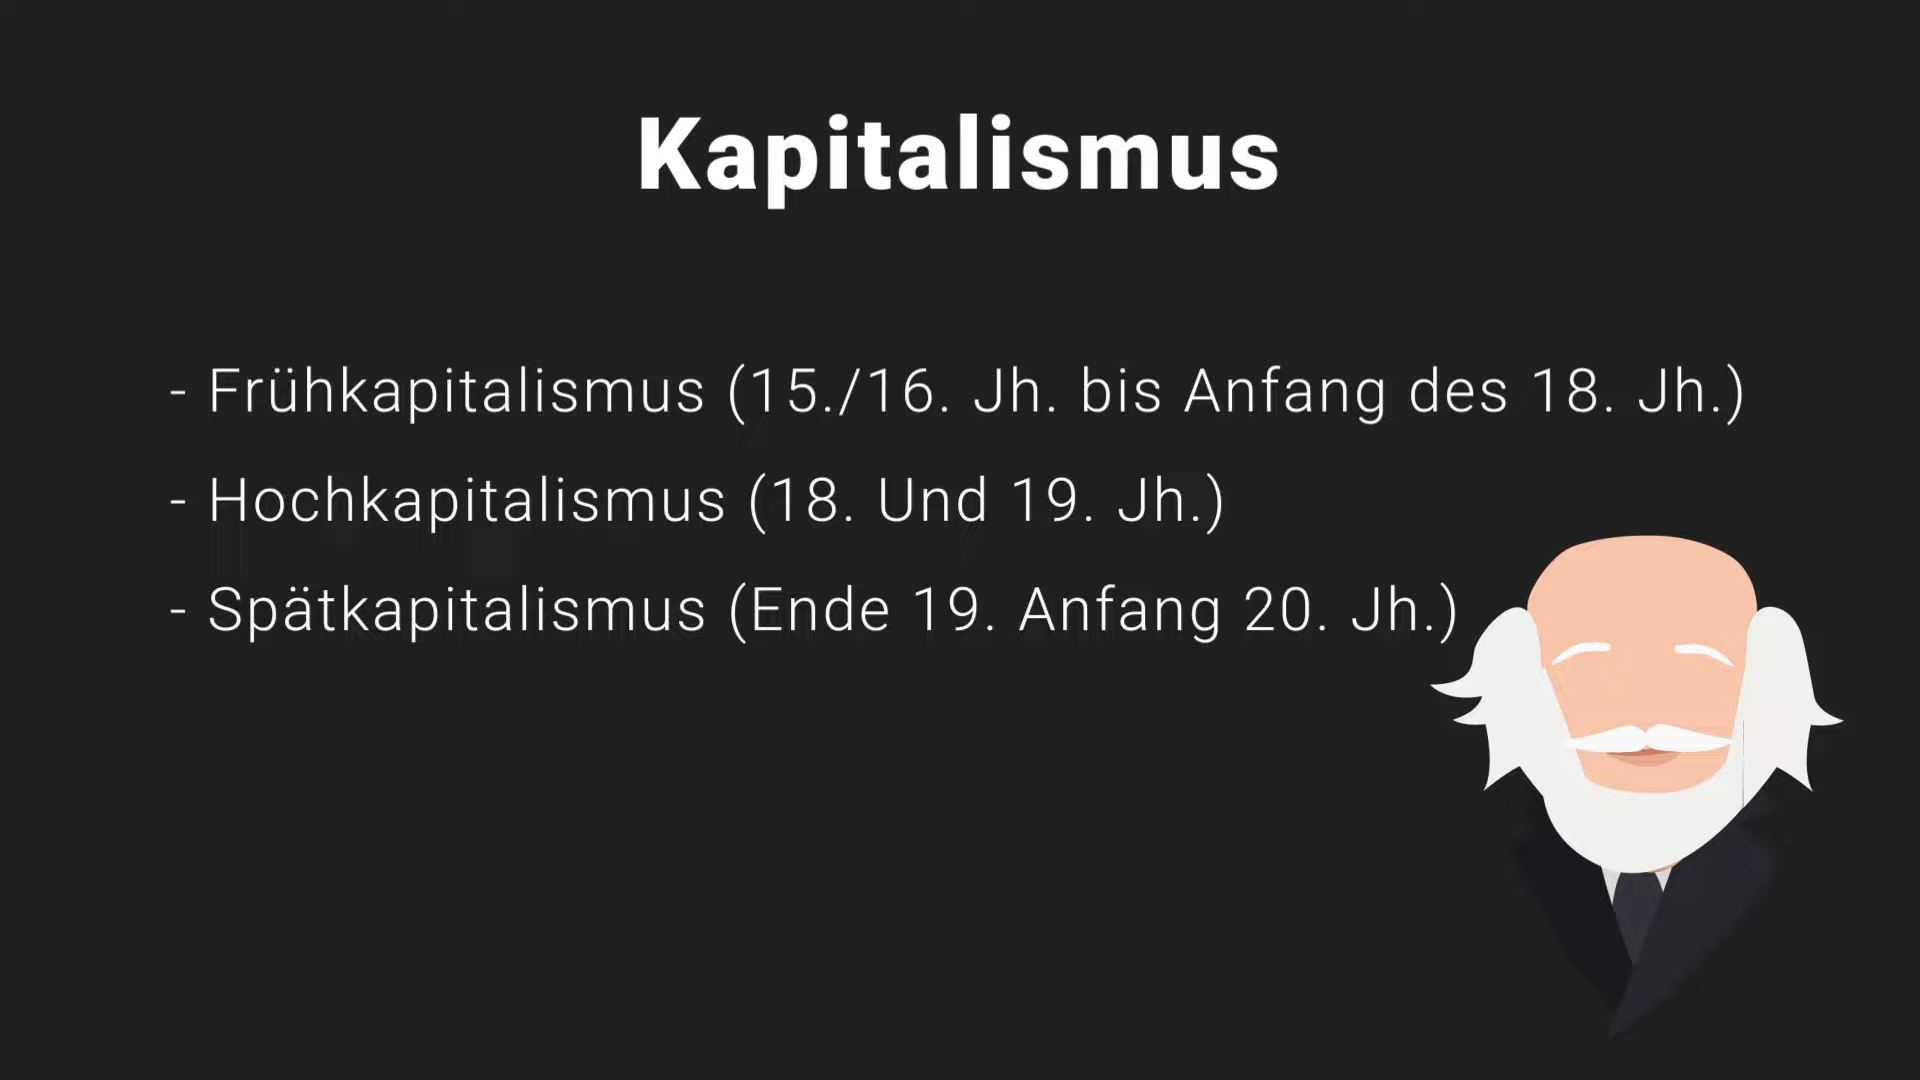 Kapitalismus
- Frühkapitalismus (15./16. Jh. bis Anfang des 18. Jh.)
- Hochkapitalismus (18. Und 19. Jh.)
- Spätkapitalismus (Ende 19. Anfang 20. Jh.)